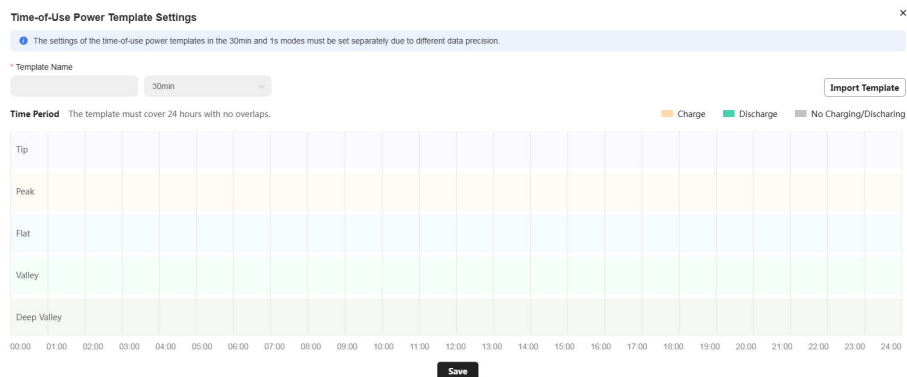 Time-of-Use Power Template Settings
The settings of the time-of-use power templates in the 30min and 1s modes must be set separately due to different data precision.
* Template Name
30min
Import Template
Time Period The template must cover 24 hours with no overlaps.
Charge Discharge No Charging/Discharing
Tip
Peak
Flat
Valley
Deep Valley
00:00 01:00 02:00 03:00 04:00 05:00 06:00 07:00 08:00 09:00 10:00 11:00 12:00 13:00 14:00 15:00 16:00 17:00 18:00 19:00 20:00 21:00 22:00 23:00 24:00
Save